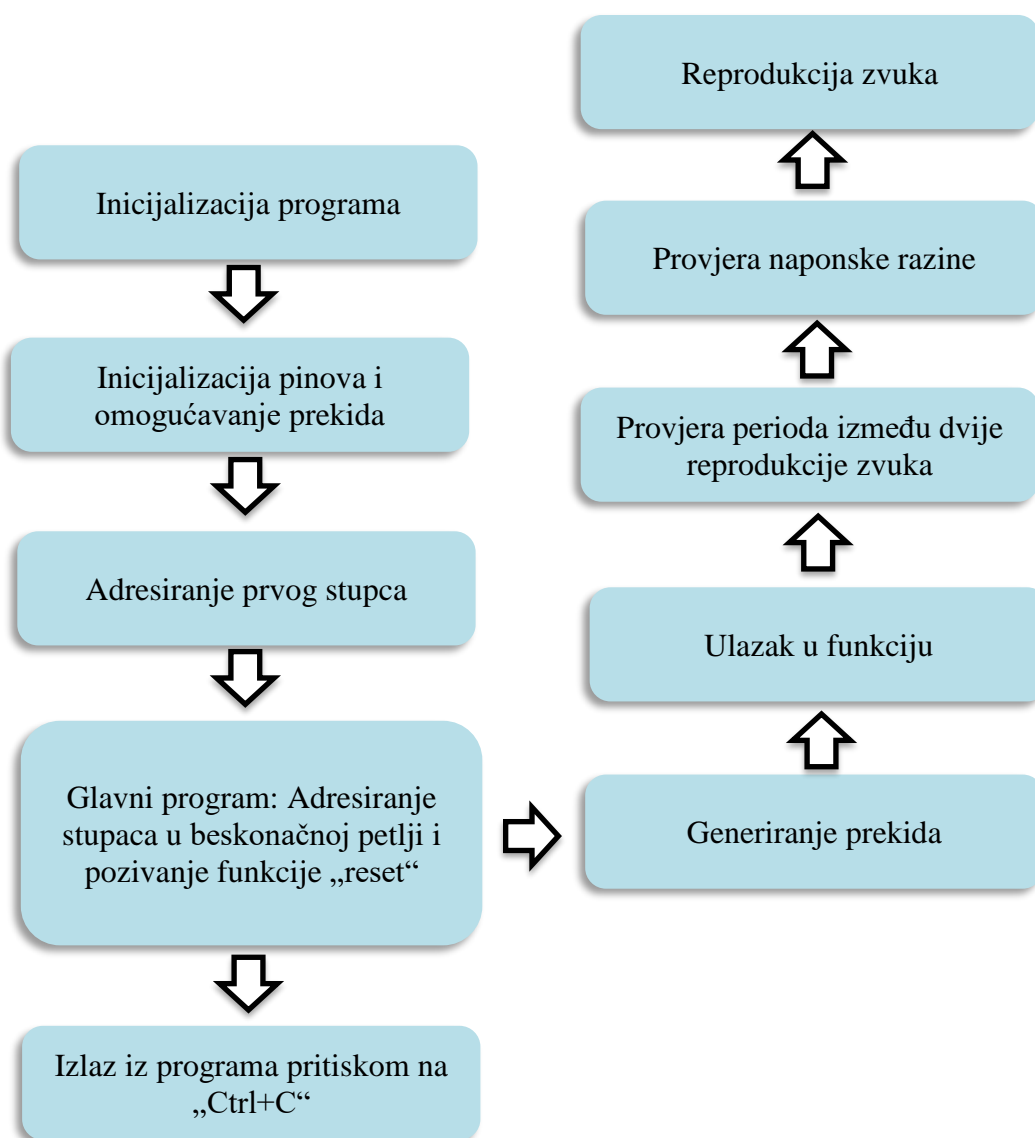 Inicijalizacija programa
Inicijalizacija pinova i
omogućavanje prekida
Adresiranje prvog stupca
Glavni program: Adresiranje
stupaca u beskonačnoj petlji i
pozivanje funkcije „reset“
Izlaz iz programa pritiskom na
„Ctrl+C“
Generiranje prekida
Ulazak u funkciju
Provjera perioda između dvije
reprodukcije zvuka
Provjera naponske razine
Reprodukcija zvuka